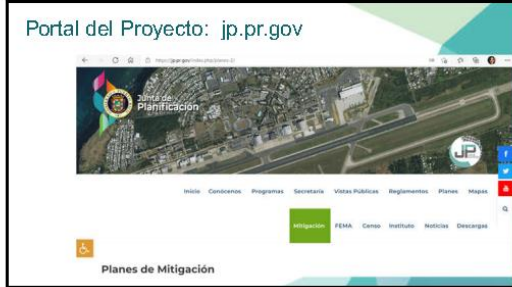 Portal del Proyecto: jp.pr.gov
Junta de
Planificación
JP
Inicio Conócenos Programas Secretaría Vistas Públicas Reglamentos Planes Mapas
Mitigación FEMA Censo Instituto Noticias Descargas
Planes de Mitigación